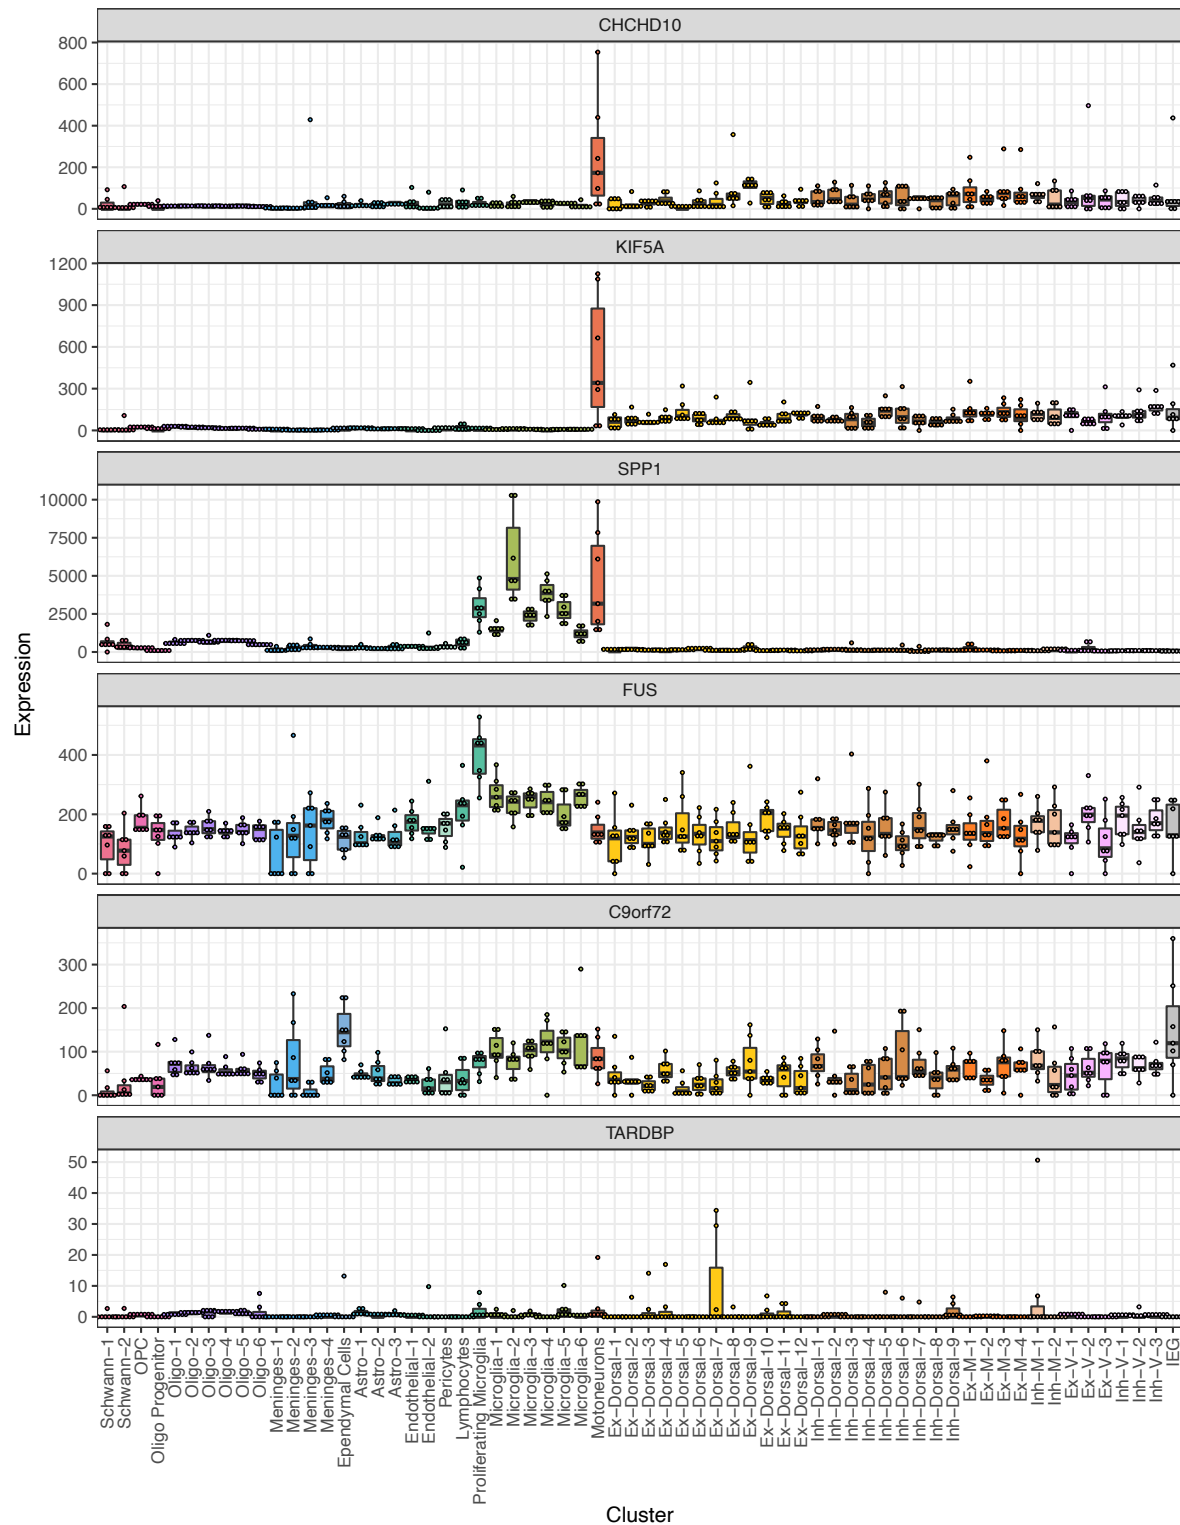 CHCHD10
800
600
400
200
0
KIF5A
1200
900
600
300
0
SPP1
10000
7500
5000
2500
0
Expression
FUS
400
200
0
C9orf72
300
200
100
0
TARDBP
50
40
30
20
10
0
Schwann−1
Schwann−2
OPC
Oligo Progenitor
Oligo−1
Oligo−2
Oligo−3
Oligo−4
Oligo−5
Oligo−6
Meninges−1
Meninges−2
Meninges−3
Meninges−4
Ependymal Cells
Astro−1
Astro−2
Astro−3
Endothelial−1
Endothelial−2
Pericytes
Lymphocytes
Proliferating Microglia
Microglia−1
Microglia−2
Microglia−3
Microglia−4
Microglia−5
Microglia−6
Motoneurons
Ex−Dorsal−1
Ex−Dorsal−2
Ex−Dorsal−3
Ex−Dorsal−4
Ex−Dorsal−5
Ex−Dorsal−6
Ex−Dorsal−7
Ex−Dorsal−8
Ex−Dorsal−9
Ex−Dorsal−10
Ex−Dorsal−11
Ex−Dorsal−12
Inh−Dorsal−1
Inh−Dorsal−2
Inh−Dorsal−3
Inh−Dorsal−4
Inh−Dorsal−5
Inh−Dorsal−6
Inh−Dorsal−7
Inh−Dorsal−8
Inh−Dorsal−9
Ex−M−1
Ex−M−2
Ex−M−3
Ex−M−4
Inh−M−1
Inh−M−2
Ex−V−1
Ex−V−2
Ex−V−3
Inh−V−1
Inh−V−2
Inh−V−3
IEG
Cluster